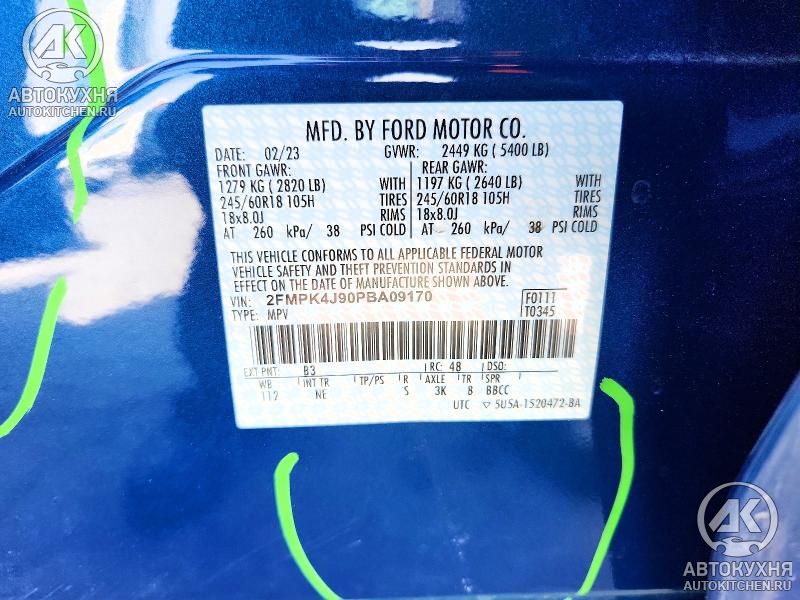 АК
АВТОКУХНЯ
AUTOKITCHEN.RU
MFD. BY FORD MOTOR CO.
DATE: 02/23 GVWR: 2449 KG ( 5400 LB)
FRONT GAWR: REAR GAWR:
1279 KG ( 2820 LB) WITH 1197 KG ( 2640 LB) WITH
245/60R18 105H TIRES 245/60R18 105H TIRES
18x8.0J RIMS 18x8.0J RIMS
AT 260 kPa/ 38 PSI COLD AT 260 kPa/ 38 PSI COLD
THIS VEHICLE CONFORMS TO ALL APPLICABLE FEDERAL MOTOR
VEHICLE SAFETY AND THEFT PREVENTION STANDARDS IN
EFFECT ON THE DATE OF MANUFACTURE SHOWN ABOVE.
VIN: 2FMPK4J90PBA09170 F0111
TYPE: MPV T0345
EXT PNT: B3 RC: 48 DSO:
WB INT TR TP/PS R AXLE TR SPR
112 NE S 3K B BBCC
UTC ▽ 5U5A-1520472-BA
АК
АВТОКУХНЯ
AUTOKITCHEN.RU